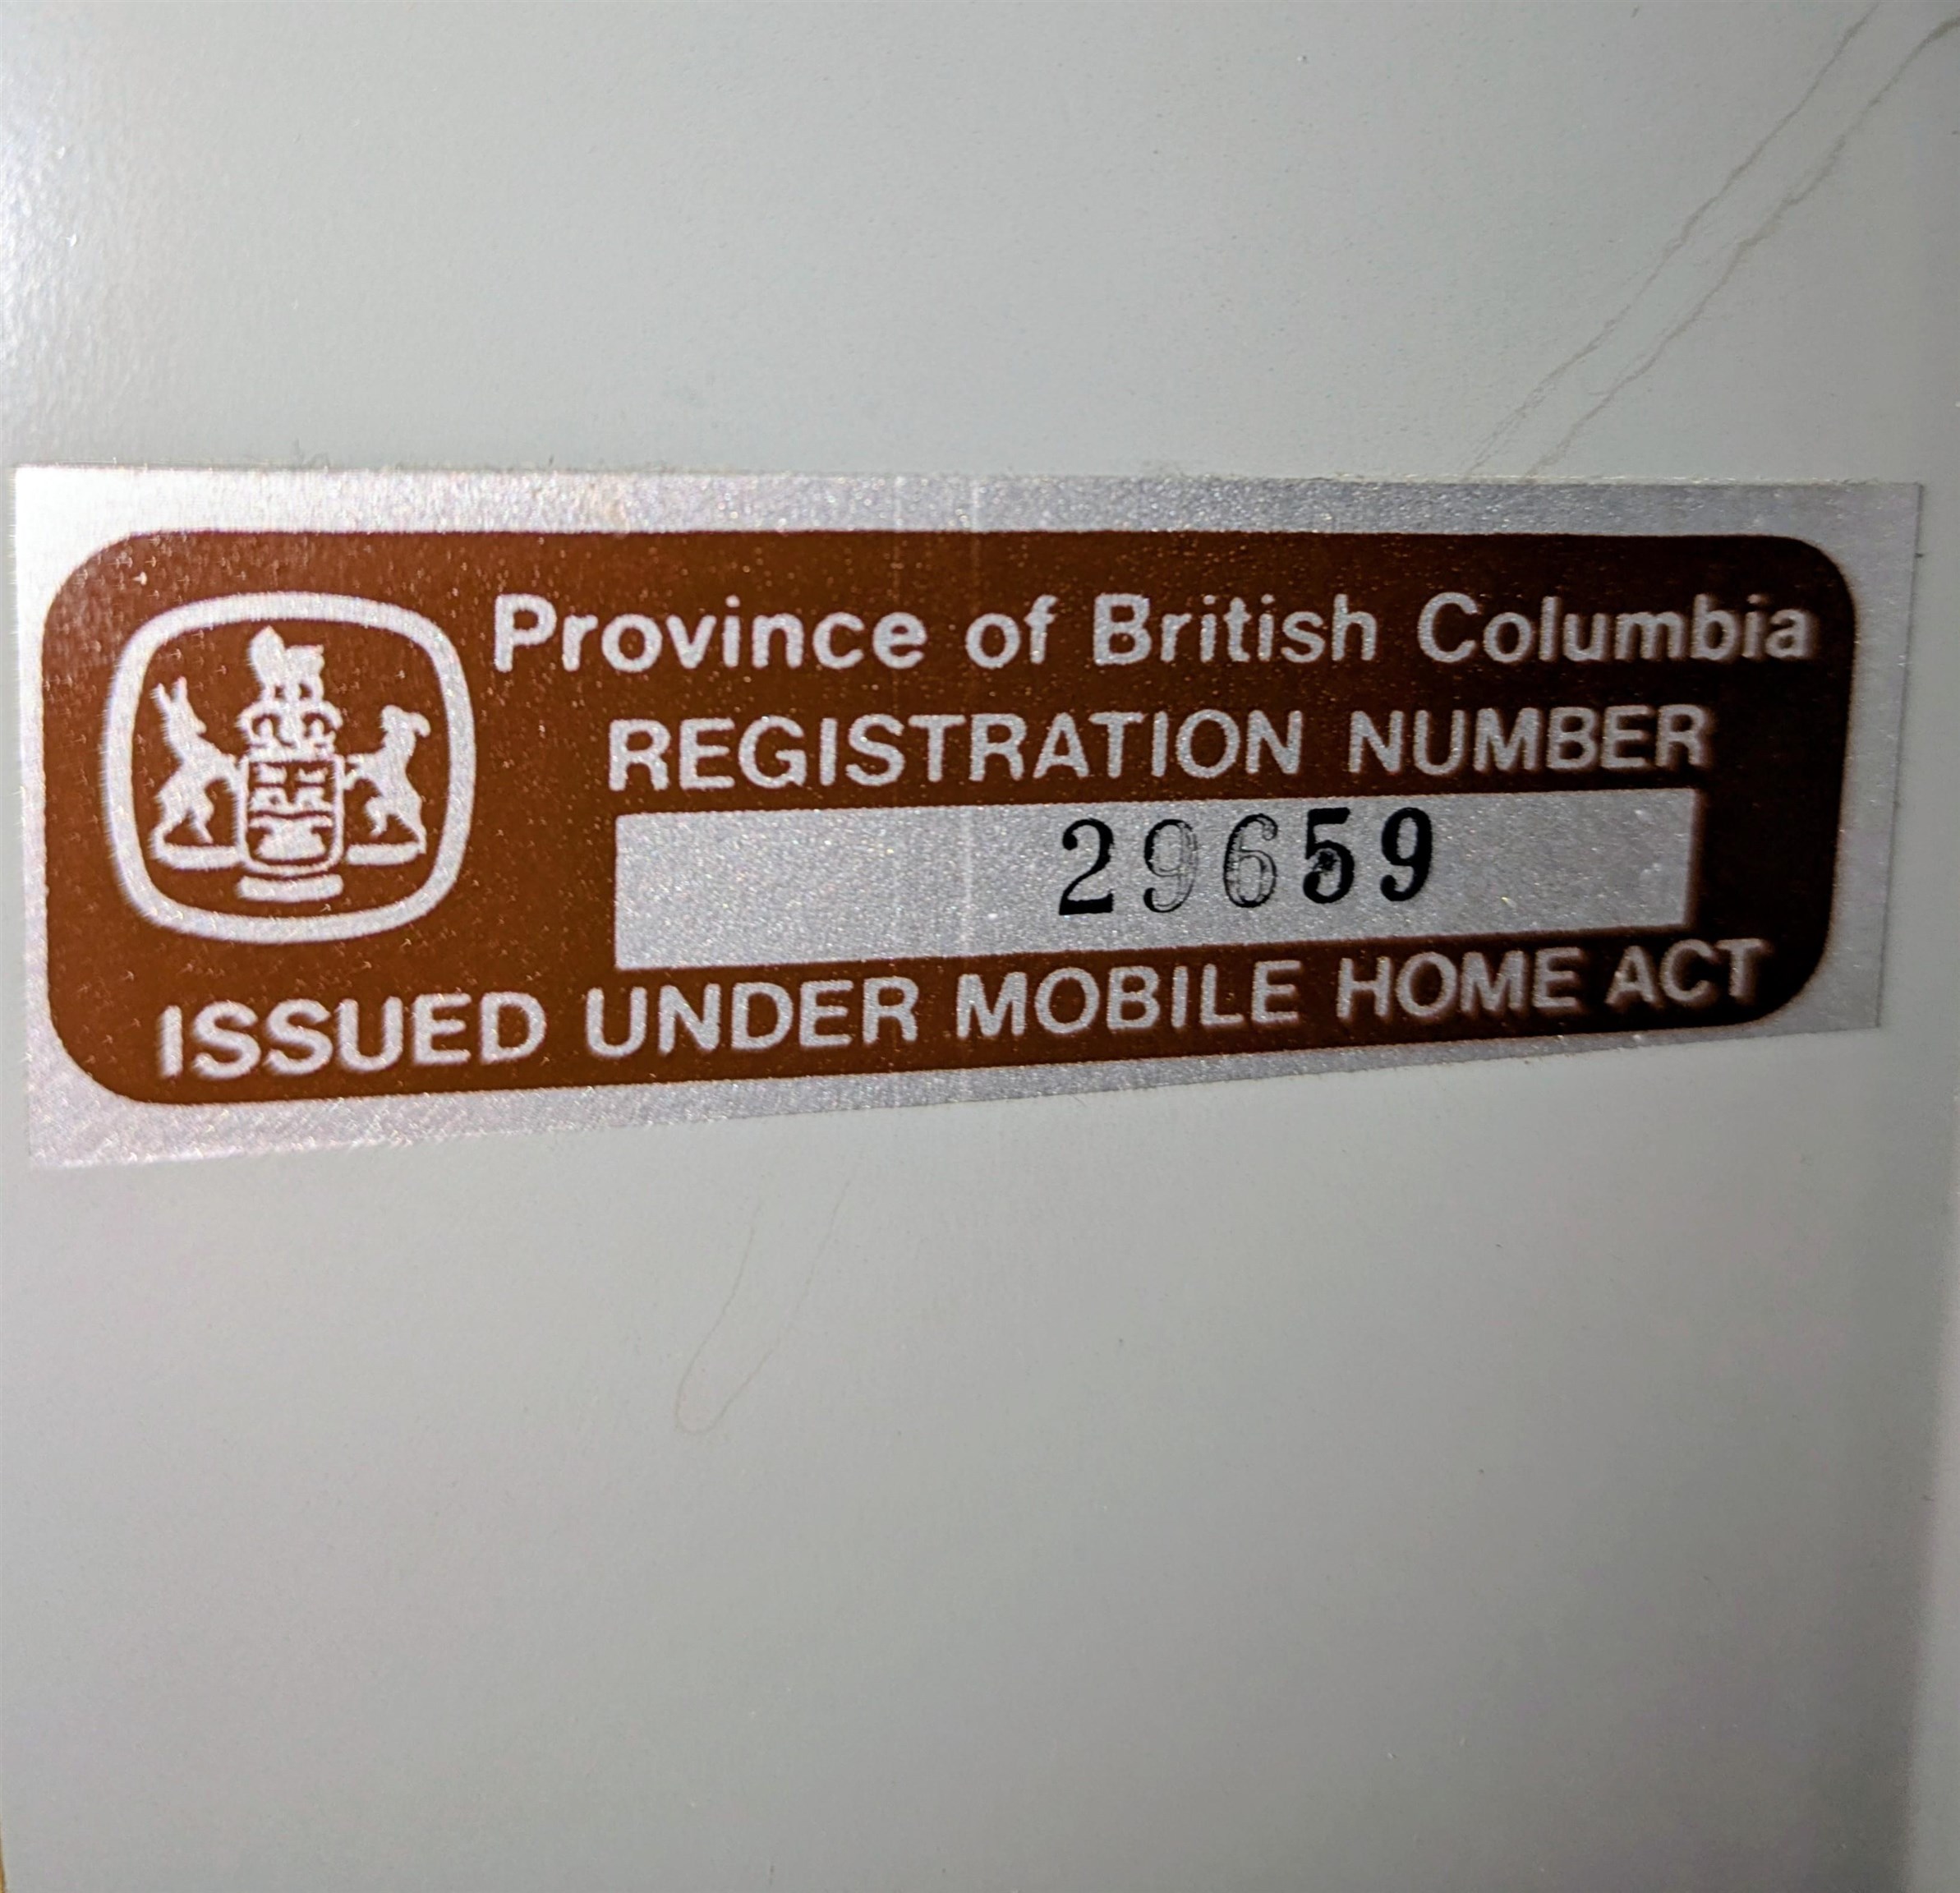 Province of British Columbia
REGISTRATION NUMBER
29659
ISSUED UNDER MOBILE HOME ACT